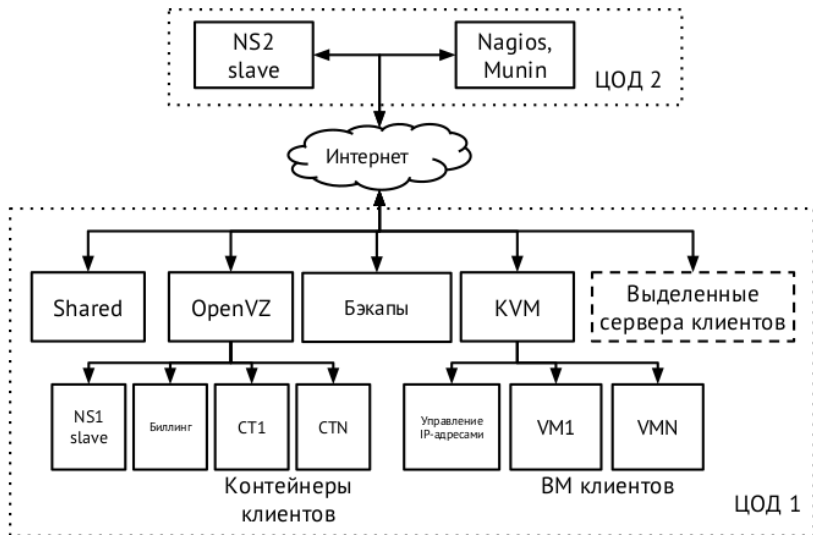 NS2
slave
Nagios,
Munin
ЦОД 2
Интернет
Shared
OpenVZ
Бэкапы
KVM
Выделенные
сервера клиентов
NS1
slave
Биллинг
CT1
CTN
Управление
IP-адресами
VM1
VMN
Контейнеры
клиентов
ВМ клиентов
ЦОД 1